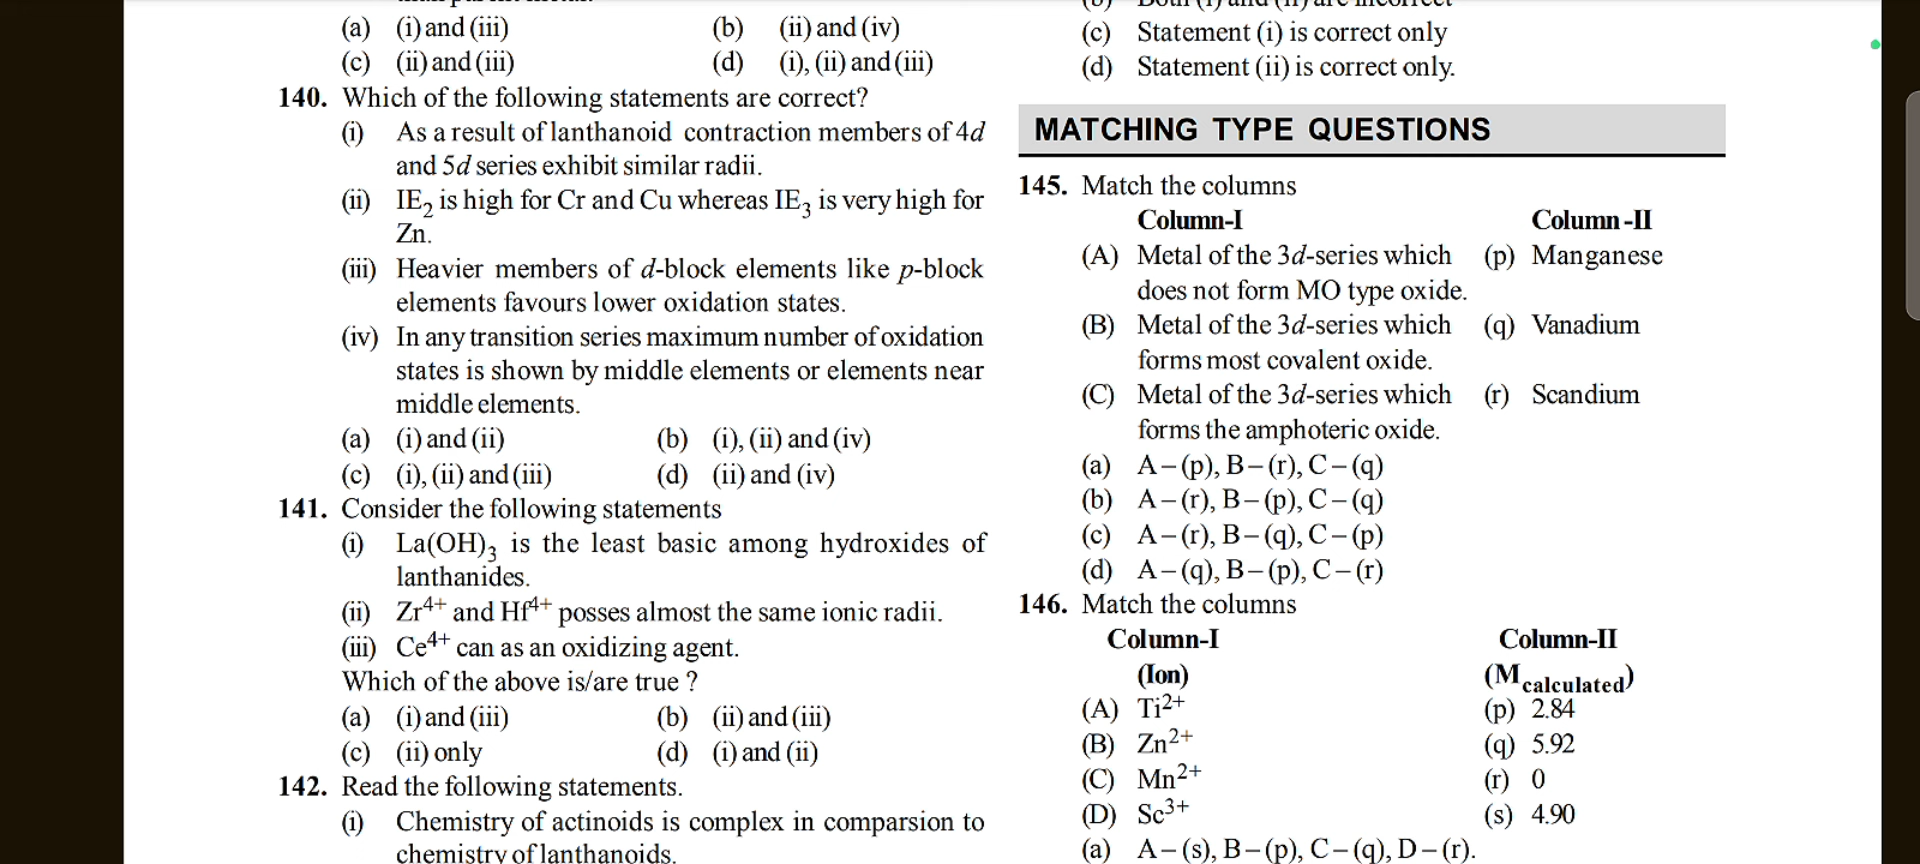 (a) (i) and (iii) (b) (ii) and (iv)
(c) (ii) and (iii) (d) (i), (ii) and (iii)
140. Which of the following statements are correct?
(i) As a result of lanthanoid contraction members of 4d
and 5d series exhibit similar radii.
(ii) IE₂ is high for Cr and Cu whereas IE₃ is very high for
Zn.
(iii) Heavier members of d-block elements like p-block
elements favours lower oxidation states.
(iv) In any transition series maximum number of oxidation
states is shown by middle elements or elements near
middle elements.
(a) (i) and (ii) (b) (i), (ii) and (iv)
(c) (i), (ii) and (iii) (d) (ii) and (iv)
141. Consider the following statements
(i) La(OH)₃ is the least basic among hydroxides of
lanthanides.
(ii) Zr⁴⁺ and Hf⁴⁺ posses almost the same ionic radii.
(iii) Ce⁴⁺ can as an oxidizing agent.
Which of the above is/are true ?
(a) (i) and (iii) (b) (ii) and (iii)
(c) (ii) only (d) (i) and (ii)
142. Read the following statements.
(i) Chemistry of actinoids is complex in comparsion to
chemistry of lanthanoids.
(b) Both (i) and (ii) are incorrect
(c) Statement (i) is correct only
(d) Statement (ii) is correct only.
MATCHING TYPE QUESTIONS
145. Match the columns
Column-I Column -II
(A) Metal of the 3d-series which (p) Manganese
does not form MO type oxide.
(B) Metal of the 3d-series which (q) Vanadium
forms most covalent oxide.
(C) Metal of the 3d-series which (r) Scandium
forms the amphoteric oxide.
(a) A – (p), B – (r), C – (q)
(b) A – (r), B – (p), C – (q)
(c) A – (r), B – (q), C – (p)
(d) A – (q), B – (p), C – (r)
146. Match the columns
Column-I Column-II
(Ion) (M calculated)
(A) Ti²⁺ (p) 2.84
(B) Zn²⁺ (q) 5.92
(C) Mn²⁺ (r) 0
(D) Sc³⁺ (s) 4.90
(a) A – (s), B – (p), C – (q), D – (r).